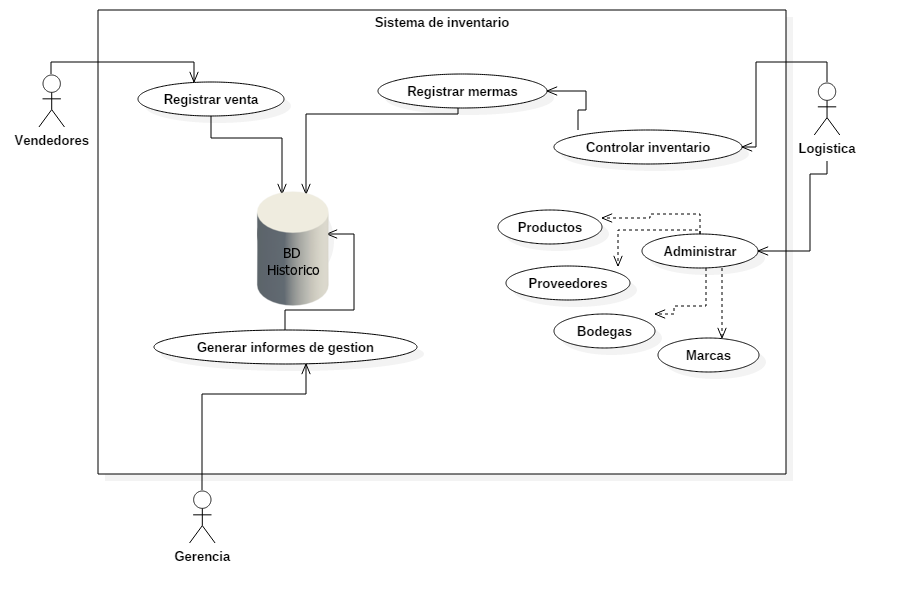 Sistema de inventario
Registrar venta
Registrar mermas
Vendedores
Controlar inventario
Logistica
Productos
Administrar
BD
Historico
Proveedores
Bodegas
Generar informes de gestion
Marcas
Gerencia